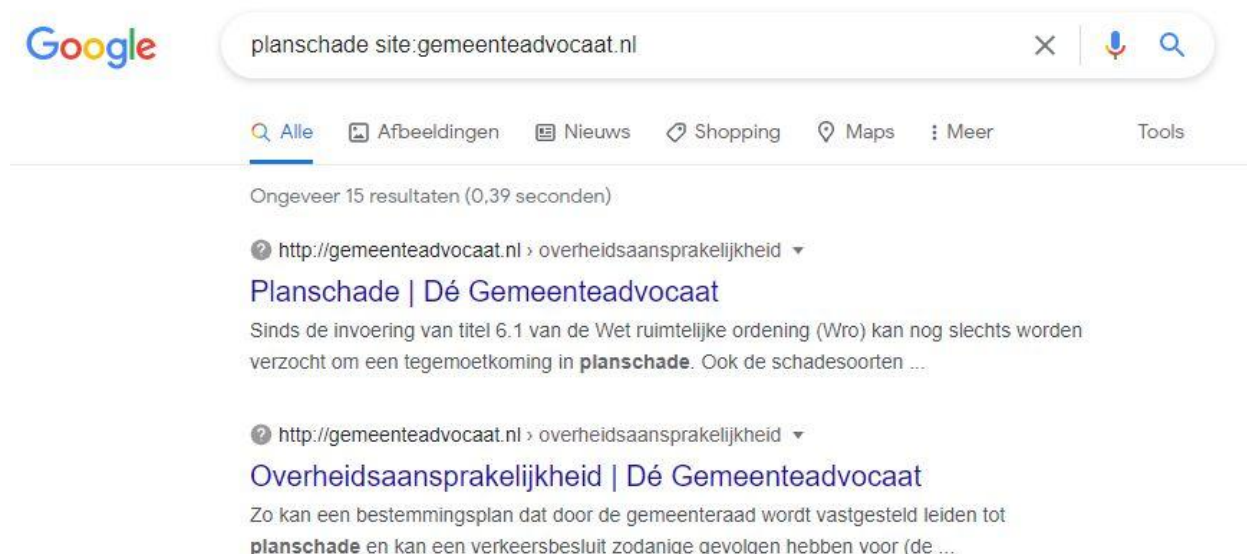 Google
planschade site:gemeenteadvocaat.nl
Alle Afbeeldingen Nieuws Shopping Maps Meer Tools
Ongeveer 15 resultaten (0,39 seconden)
http://gemeenteadvocaat.nl › overheidsaansprakelijkheid
Planschade | Dé Gemeenteadvocaat
Sinds de invoering van titel 6.1 van de Wet ruimtelijke ordening (Wro) kan nog slechts worden
verzocht om een tegemoetkoming in planschade. Ook de schadesoorten ...
http://gemeenteadvocaat.nl › overheidsaansprakelijkheid
Overheidsaansprakelijkheid | Dé Gemeenteadvocaat
Zo kan een bestemmingsplan dat door de gemeenteraad wordt vastgesteld leiden tot
planschade en kan een verkeersbesluit zodanige gevolgen hebben voor (de ...